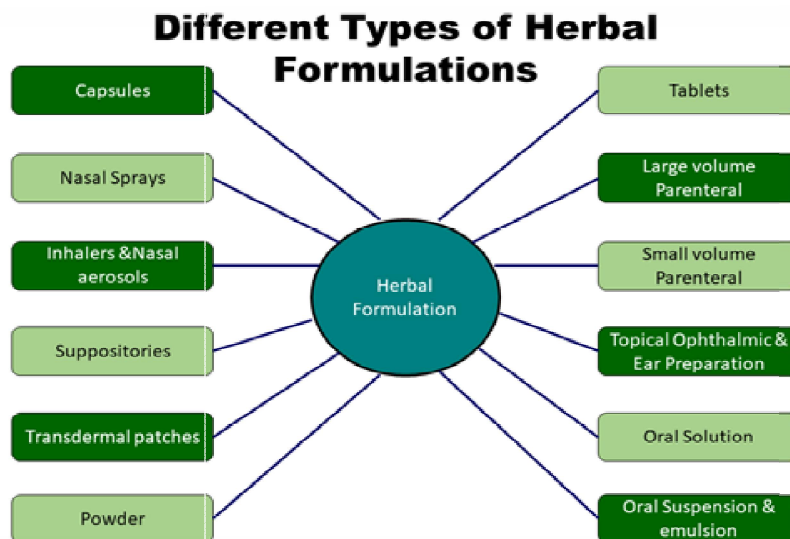 Different Types of Herbal
Formulations
Capsules
Nasal Sprays
Inhalers &Nasal
aerosols
Suppositories
Transdermal patches
Powder
Herbal
Formulation
Tablets
Large volume
Parenteral
Small volume
Parenteral
Topical Ophthalmic &
Ear Preparation
Oral Solution
Oral Suspension &
emulsion